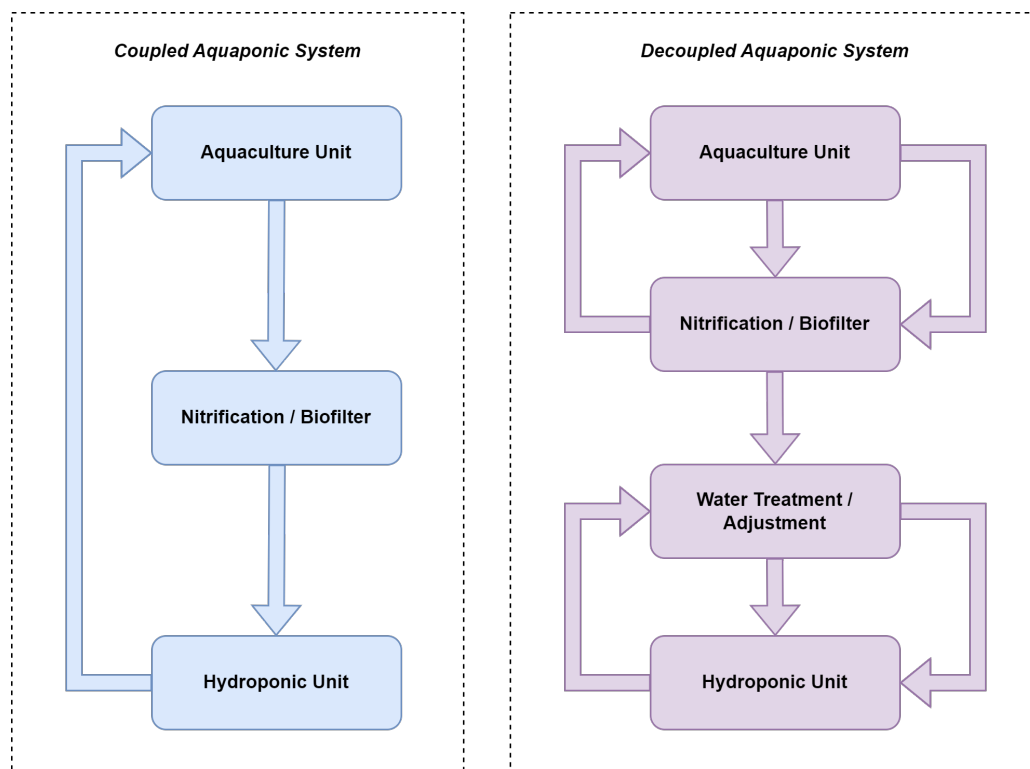 Coupled Aquaponic System
Aquaculture Unit
Nitrification / Biofilter
Hydroponic Unit
Decoupled Aquaponic System
Aquaculture Unit
Nitrification / Biofilter
Water Treatment /
Adjustment
Hydroponic Unit